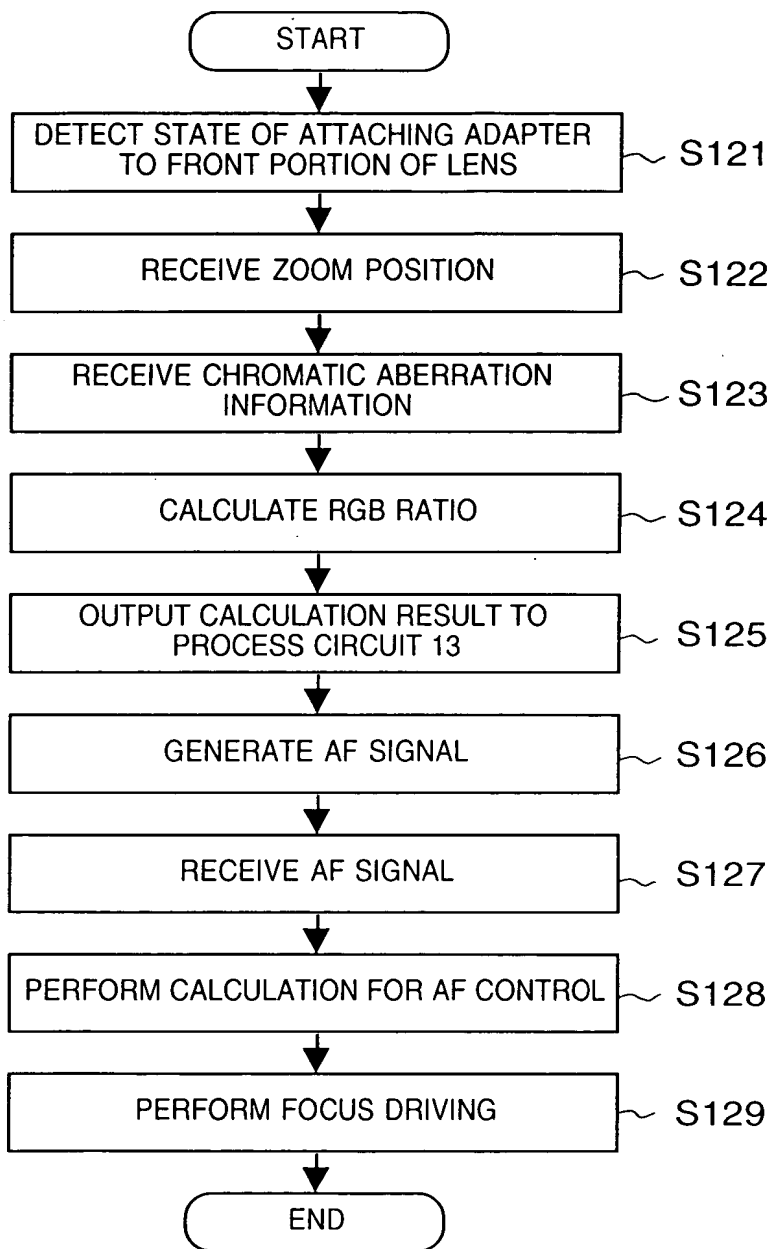 START
DETECT STATE OF ATTACHING ADAPTER
TO FRONT PORTION OF LENS
S121
RECEIVE ZOOM POSITION
S122
RECEIVE CHROMATIC ABERRATION
INFORMATION
S123
CALCULATE RGB RATIO
S124
OUTPUT CALCULATION RESULT TO
PROCESS CIRCUIT 13
S125
GENERATE AF SIGNAL
S126
RECEIVE AF SIGNAL
S127
PERFORM CALCULATION FOR AF CONTROL
S128
PERFORM FOCUS DRIVING
S129
END